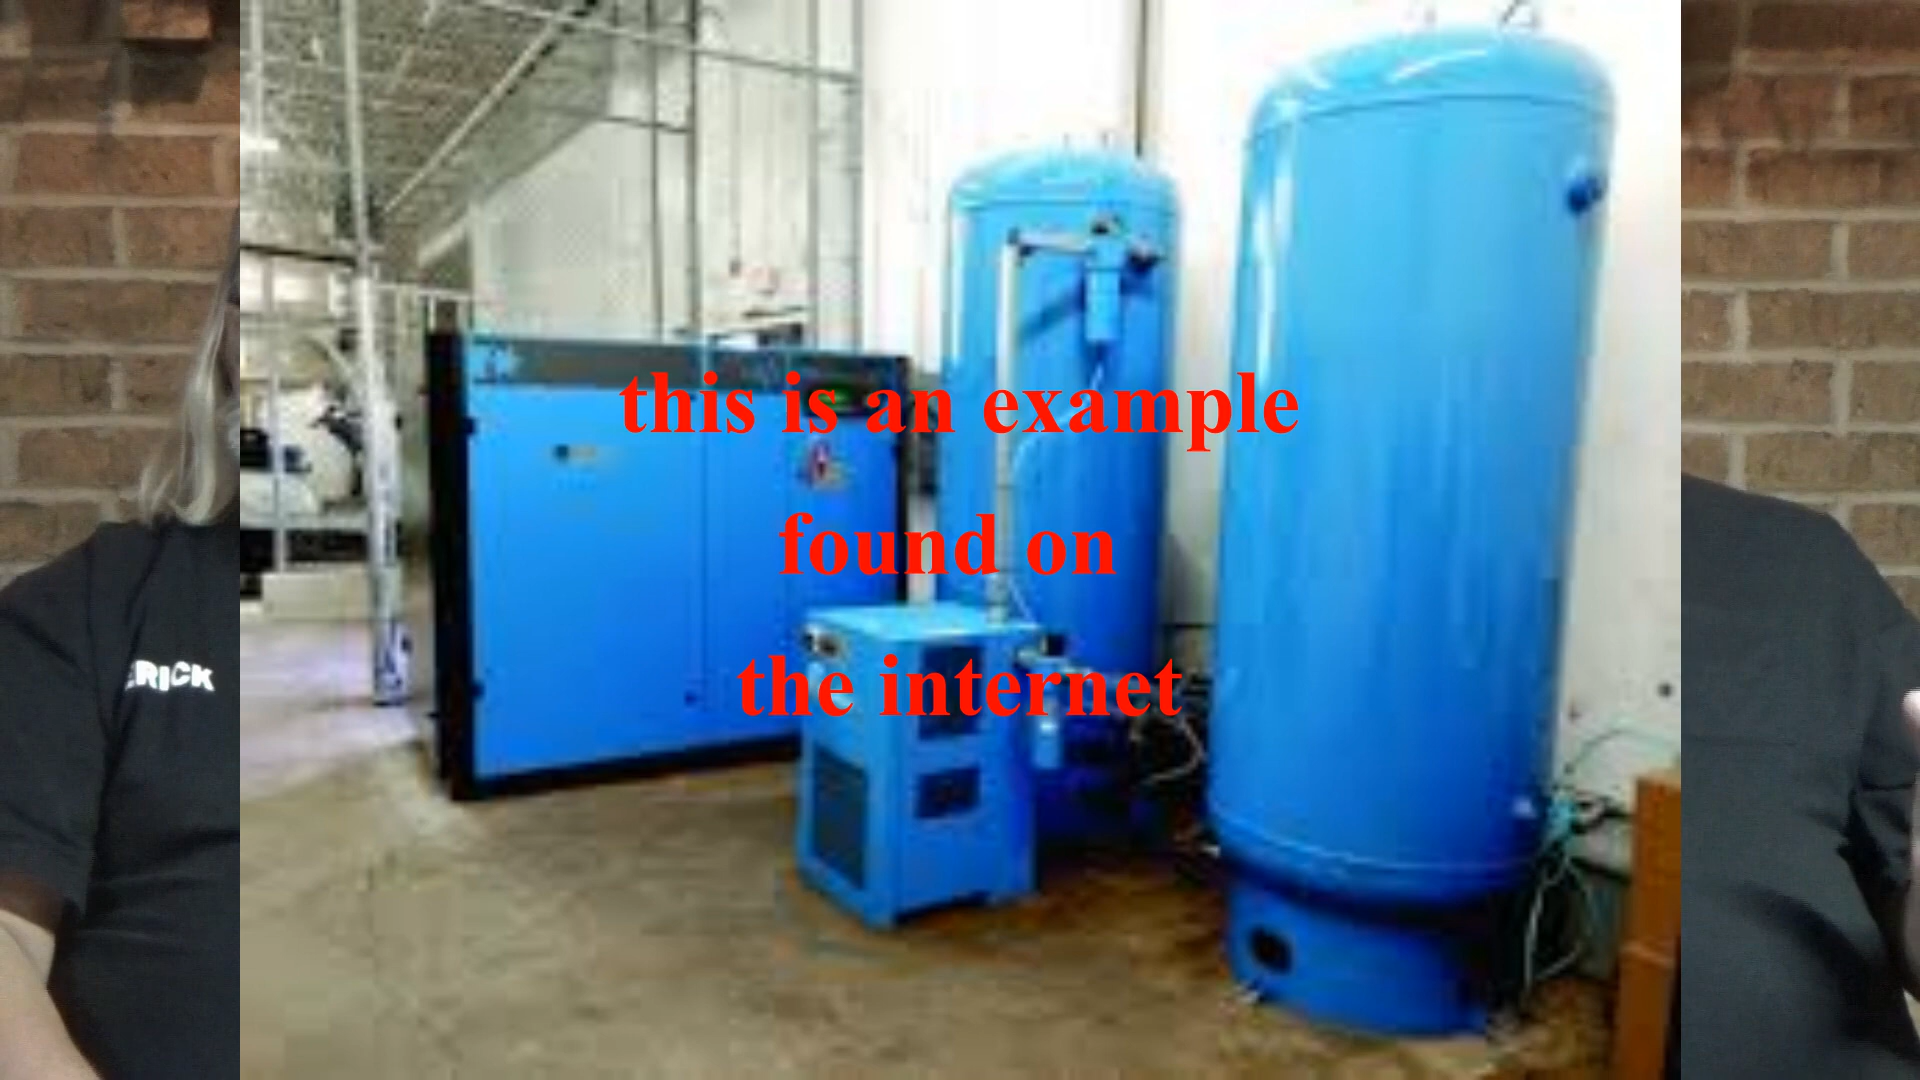 this is an example
found on
the internet
ERICK